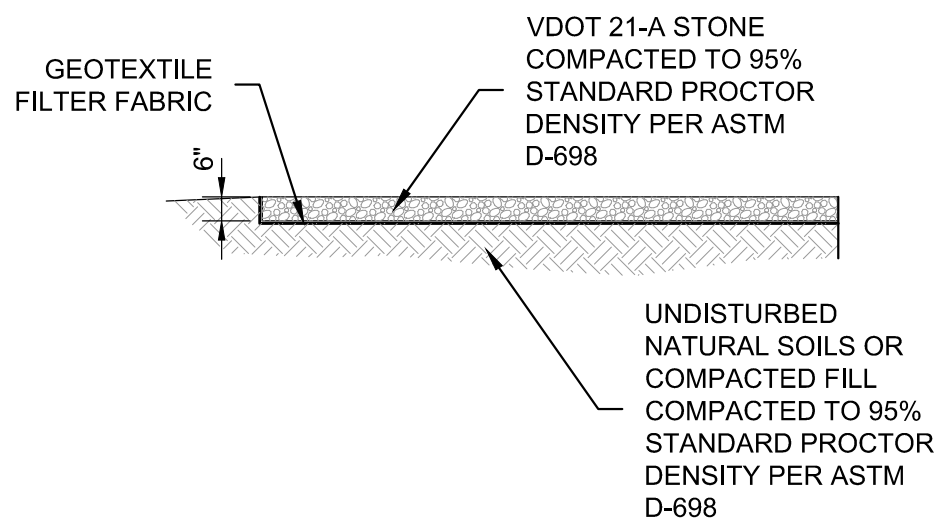 VDOT 21-A STONE
COMPACTED TO 95%
STANDARD PROCTOR
DENSITY PER ASTM
D-698
GEOTEXTILE
FILTER FABRIC
6"
UNDISTURBED
NATURAL SOILS OR
COMPACTED FILL
COMPACTED TO 95%
STANDARD PROCTOR
DENSITY PER ASTM
D-698